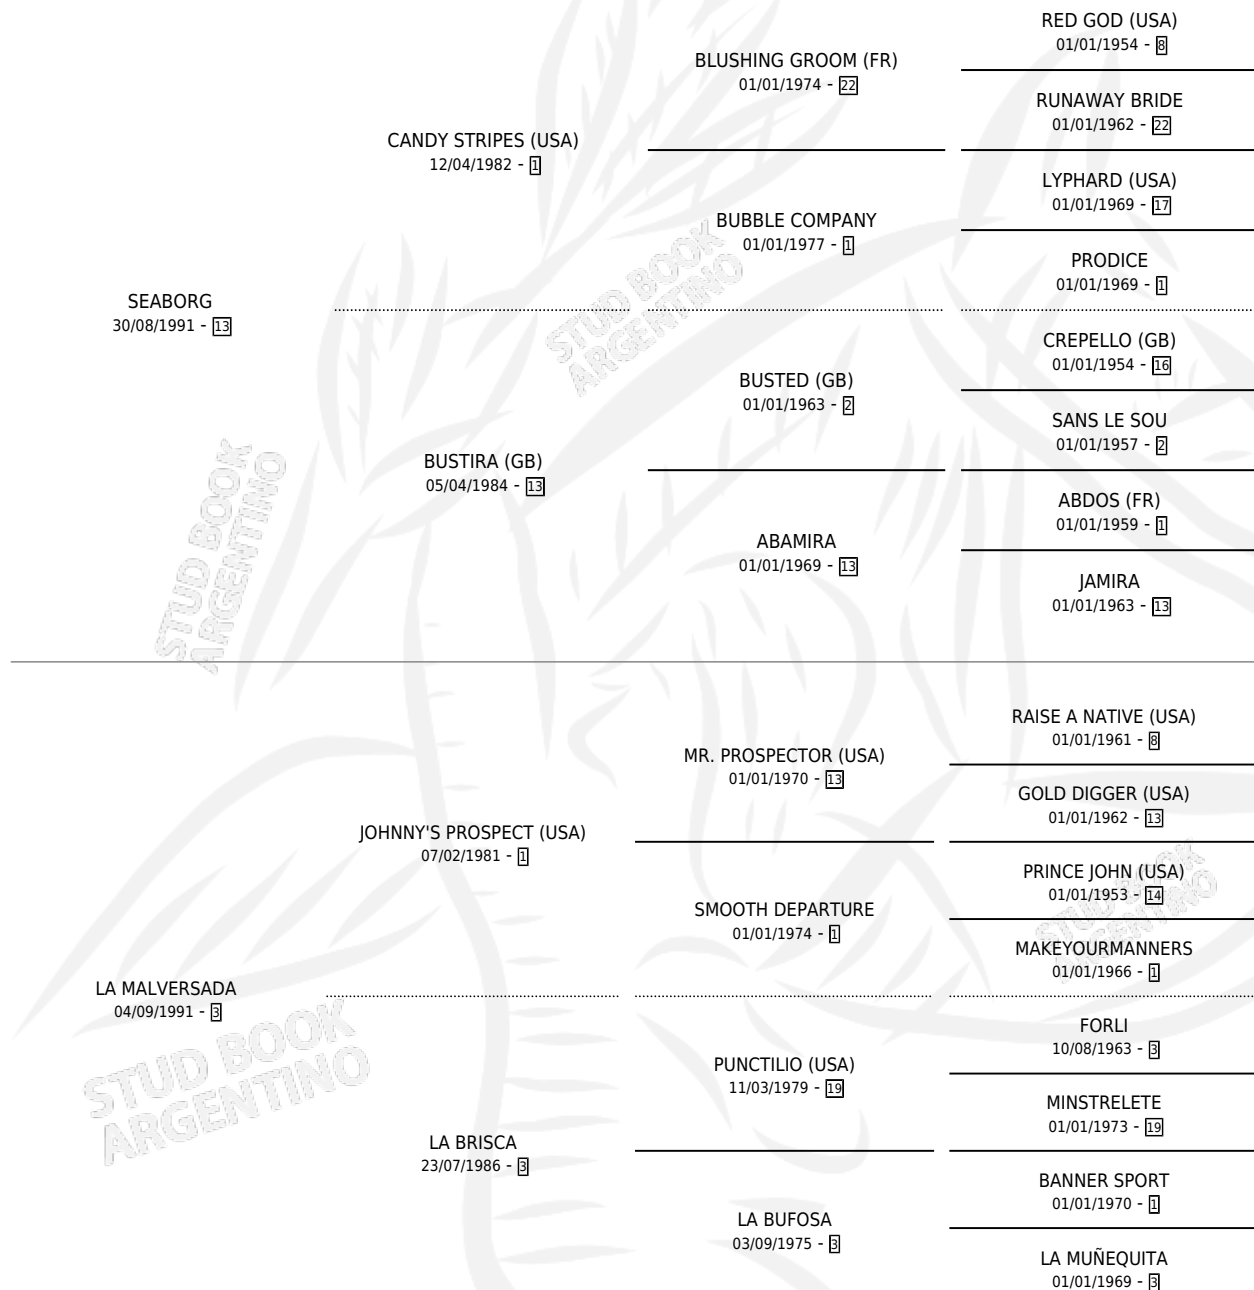 RED GOD (USA)
01/01/1954 - 8
BLUSHING GROOM (FR)
01/01/1974 - 22
RUNAWAY BRIDE
01/01/1962 - 22
CANDY STRIPES (USA)
12/04/1982 - 1
LYPHARD (USA)
01/01/1969 - 17
BUBBLE COMPANY
01/01/1977 - 1
PRODICE
01/01/1969 - 1
SEABORG
30/08/1991 - 13
STUD BOOK
ARGENTINO
CREPELLO (GB)
01/01/1954 - 16
BUSTED (GB)
01/01/1963 - 2
SANS LE SOU
01/01/1957 - 2
BUSTIRA (GB)
05/04/1984 - 13
ABDOS (FR)
01/01/1959 - 1
ABAMIRA
01/01/1969 - 13
JAMIRA
01/01/1963 - 13
STUD BOOK
ARGENTINO
RAISE A NATIVE (USA)
01/01/1961 - 8
MR. PROSPECTOR (USA)
01/01/1970 - 13
GOLD DIGGER (USA)
01/01/1962 - 13
JOHNNY'S PROSPECT (USA)
07/02/1981 - 1
PRINCE JOHN (USA)
01/01/1953 - 14
SMOOTH DEPARTURE
01/01/1974 - 1
STUD BOOK
ARGENTINO
MAKEYOURMANNERS
01/01/1966 - 1
LA MALVERSADA
04/09/1991 - 3
FORLI
10/08/1963 - 3
PUNCTILIO (USA)
11/03/1979 - 19
STUD BOOK
ARGENTINO
MINSTRELETE
01/01/1973 - 19
LA BRISCA
23/07/1986 - 3
BANNER SPORT
01/01/1970 - 1
LA BUFOSA
03/09/1975 - 3
LA MUÑEQUITA
01/01/1969 - 3